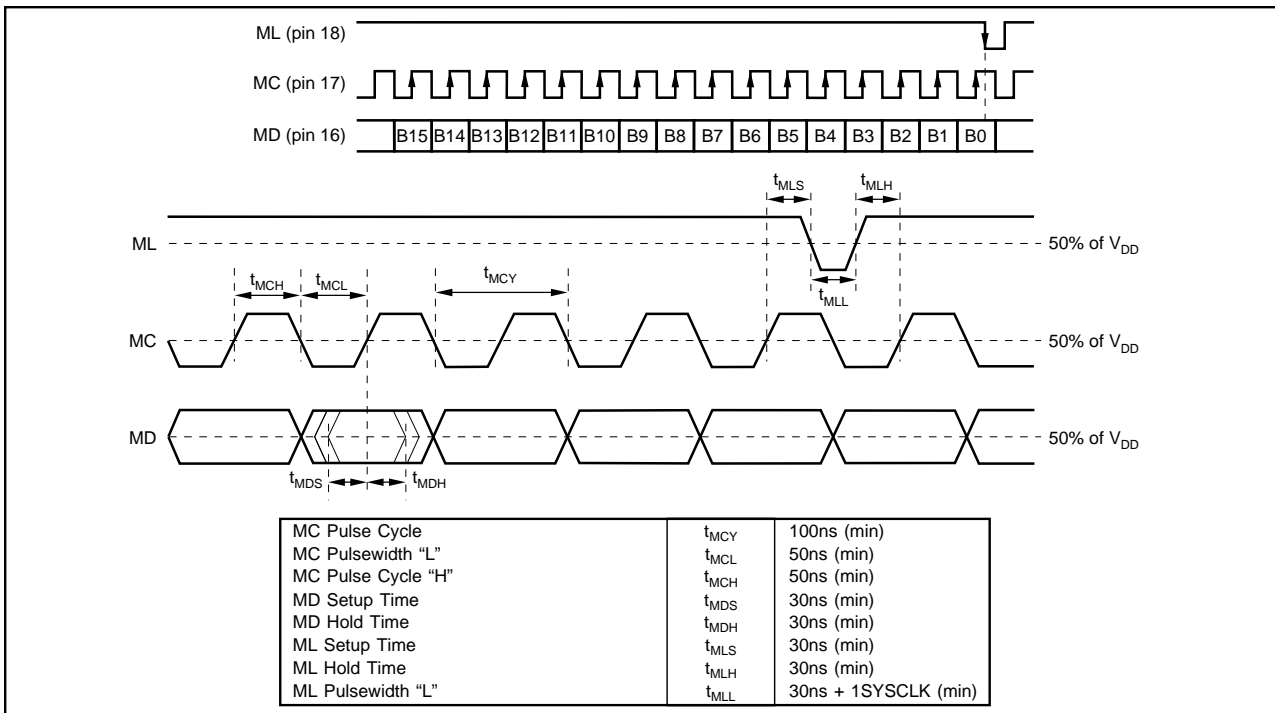 ML (pin 18)
MC (pin 17)
MD (pin 16) B15 B14 B13 B12 B11 B10 B9 B8 B7 B6 B5 B4 B3 B2 B1 B0
tMLS tMLH
ML 50% of VDD
tMCH tMCL tMCY tMLL
MC 50% of VDD
MD 50% of VDD
tMDS tMDH
MC Pulse Cycle tMCY 100ns (min)
MC Pulsewidth “L” tMCL 50ns (min)
MC Pulse Cycle “H” tMCH 50ns (min)
MD Setup Time tMDS 30ns (min)
MD Hold Time tMDH 30ns (min)
ML Setup Time tMLS 30ns (min)
ML Hold Time tMLH 30ns (min)
ML Pulsewidth “L” tMLL 30ns + 1SYSCLK (min)